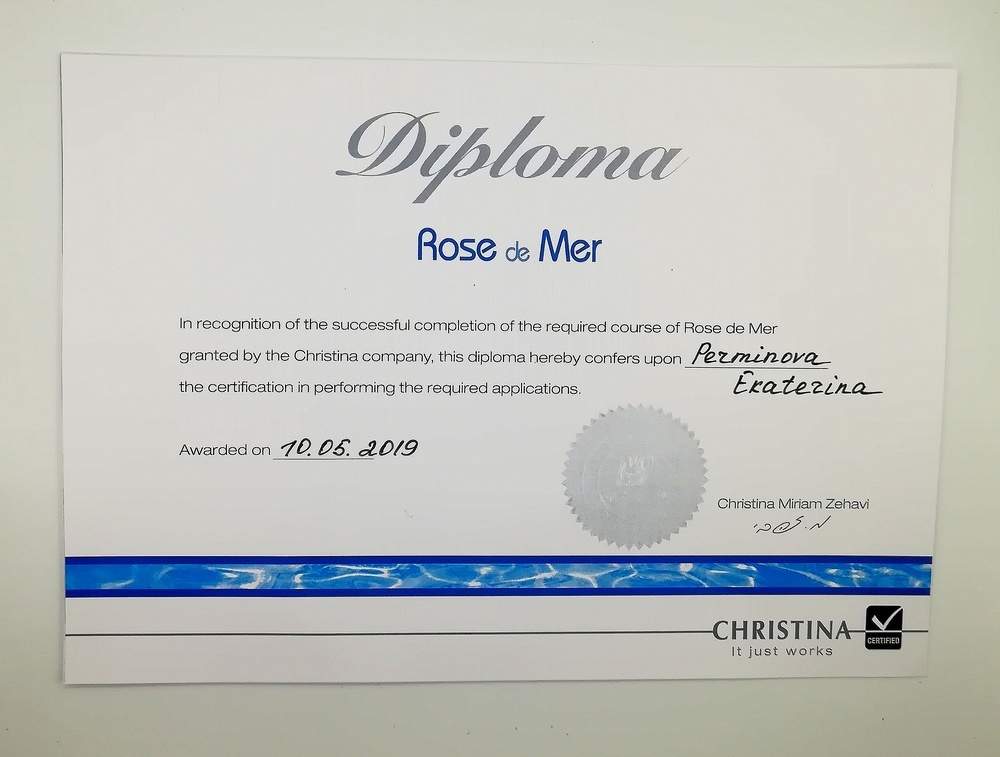 Diploma
Rose de Mer
In recognition of the successful completion of the required course of Rose de Mer
granted by the Christina company, this diploma hereby confers upon Perminova
the certification in performing the required applications. Ekaterina
Awarded on 10.05.2019
Christina Miriam Zehavi
CHRISTINA
CERTIFIED
It just works